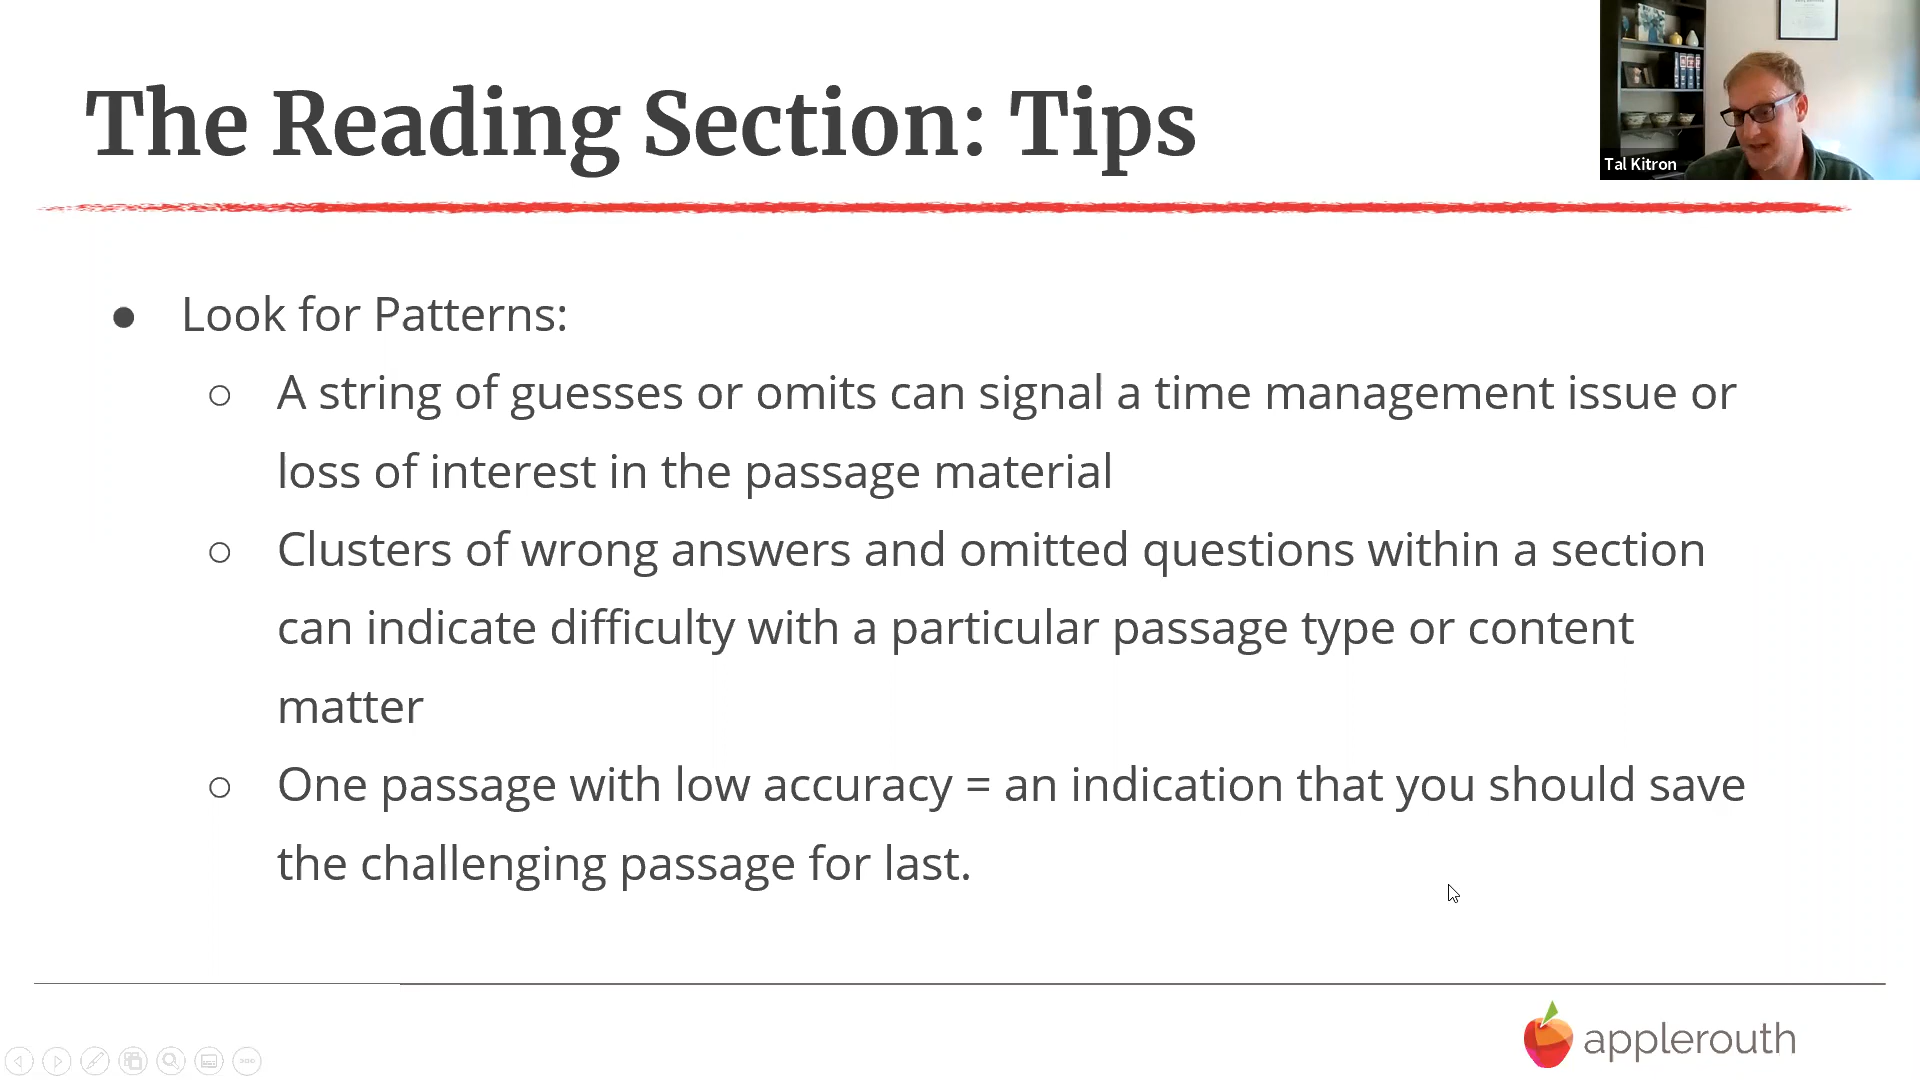 The Reading Section: Tips
Tal Kitron
● Look for Patterns:
○ A string of guesses or omits can signal a time management issue or
loss of interest in the passage material
○ Clusters of wrong answers and omitted questions within a section
can indicate difficulty with a particular passage type or content
matter
○ One passage with low accuracy = an indication that you should save
the challenging passage for last.
applerouth